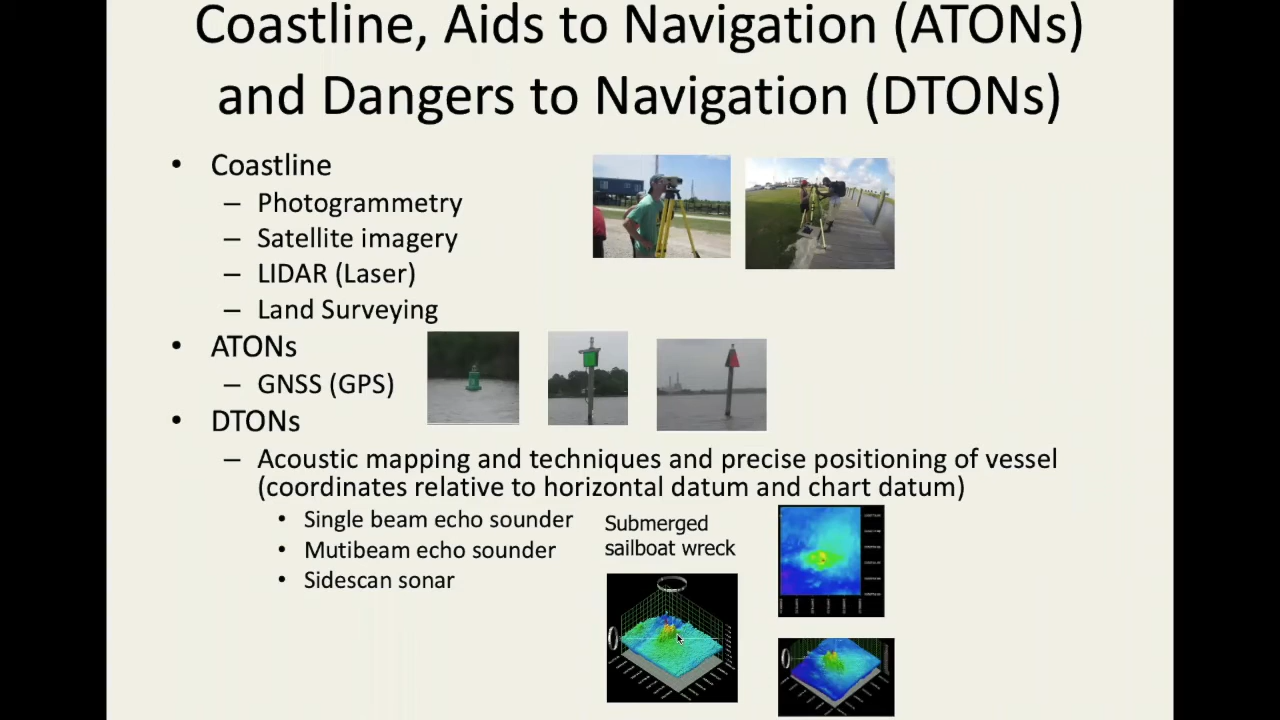 Coastline, Aids to Navigation (ATONs)
and Dangers to Navigation (DTONs)
• Coastline
– Photogrammetry
– Satellite imagery
– LIDAR (Laser)
– Land Surveying
• ATONs
– GNSS (GPS)
• DTONs
– Acoustic mapping and techniques and precise positioning of vessel
(coordinates relative to horizontal datum and chart datum)
• Single beam echo sounder
• Mutibeam echo sounder
• Sidescan sonar
Submerged
sailboat wreck